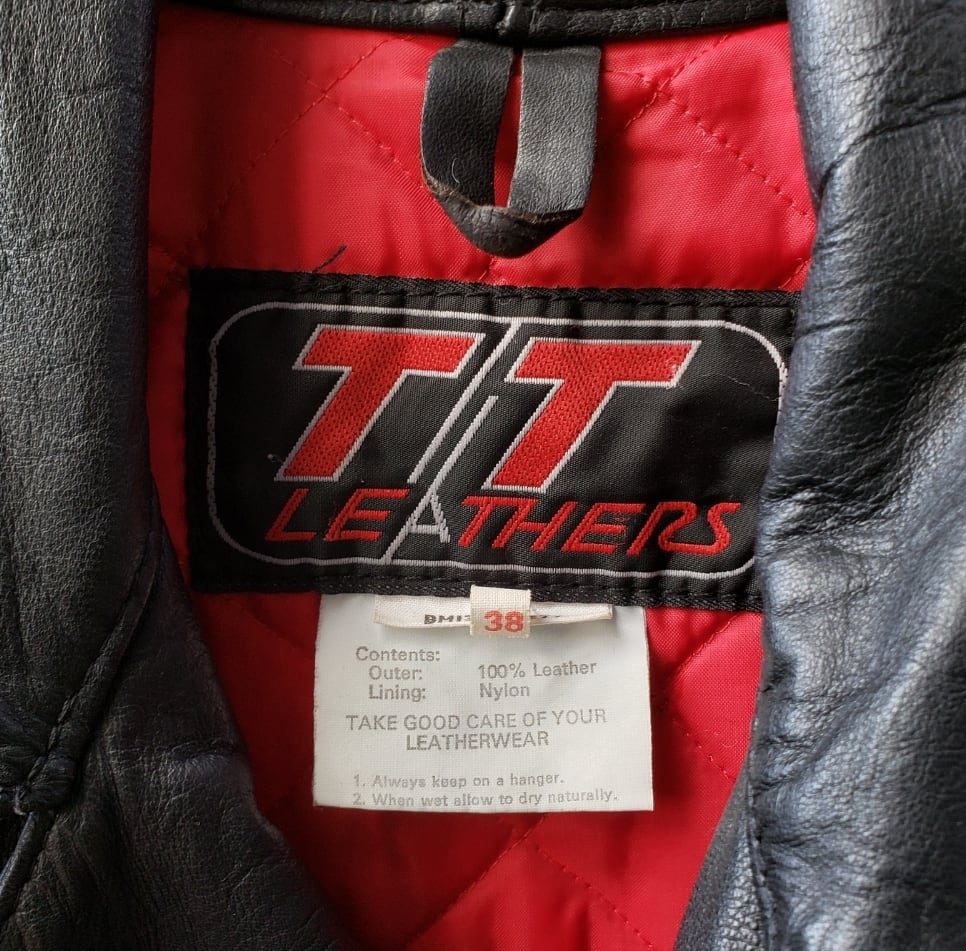 TT
LEATHERS
38
Contents:
Outer: 100% Leather
Lining: Nylon
TAKE GOOD CARE OF YOUR
LEATHERWEAR
1. Always keep on a hanger.
2. When wet allow to dry naturally.